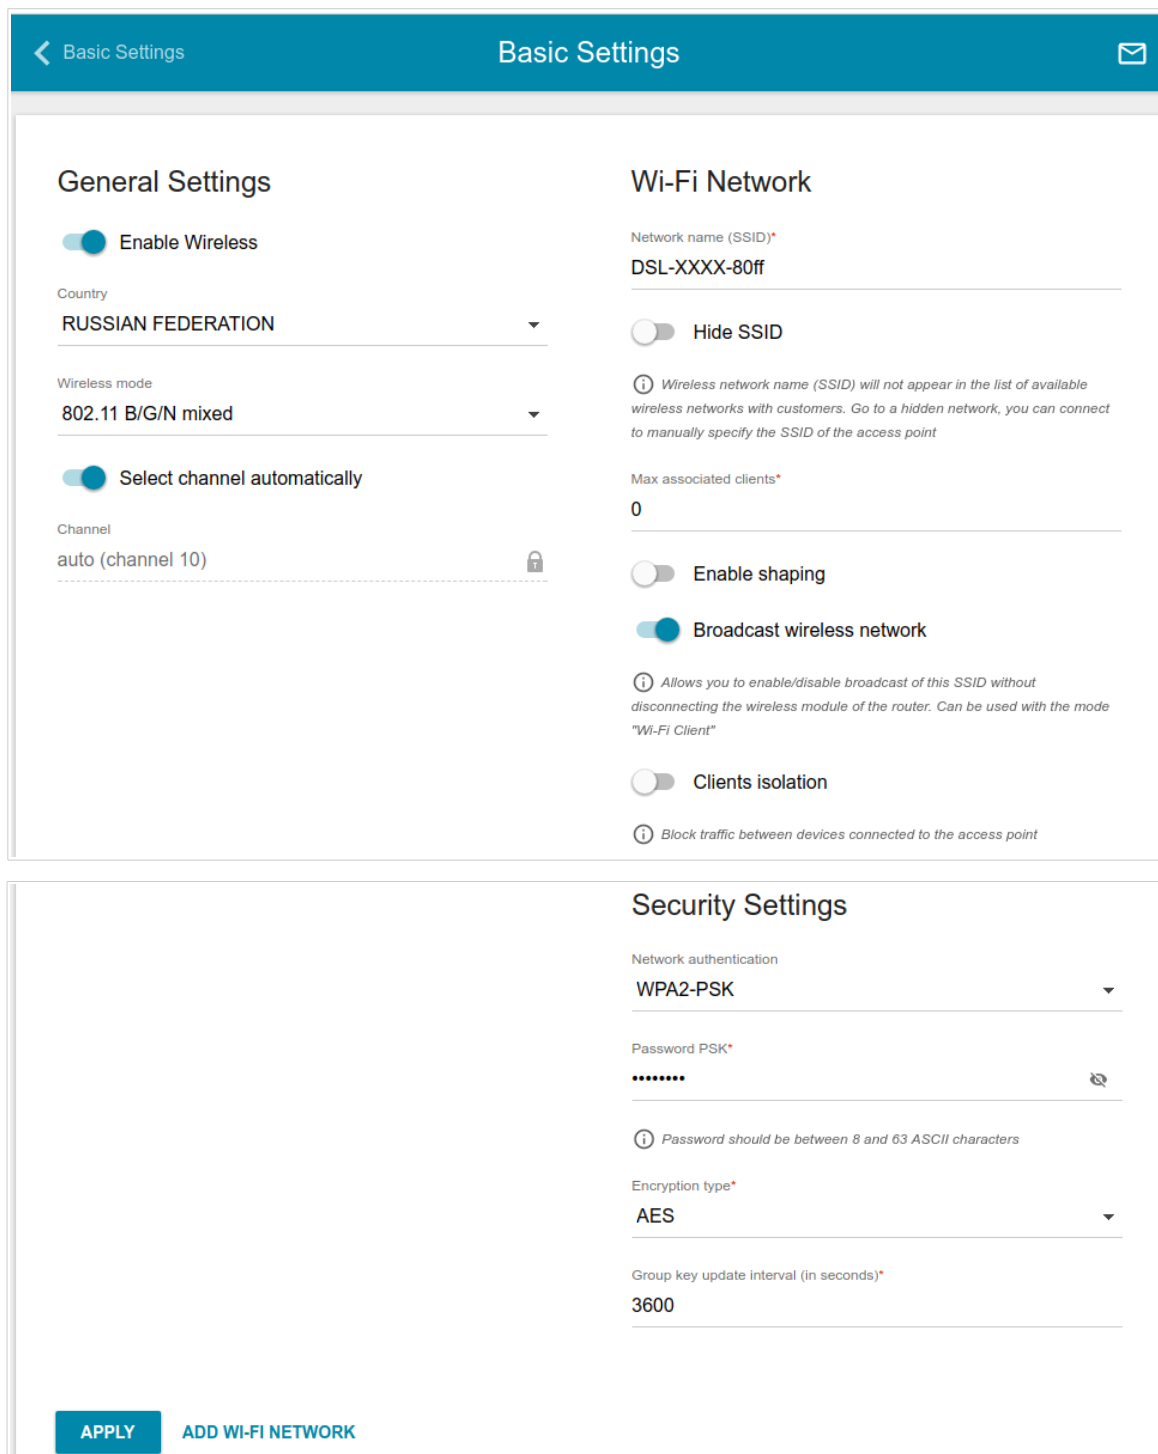 Basic Settings
Basic Settings
General Settings
Enable Wireless
Country
RUSSIAN FEDERATION
Wireless mode
802.11 B/G/N mixed
Select channel automatically
Channel
auto (channel 10)
Wi-Fi Network
Network name (SSID)*
DSL-XXXX-80ff
Hide SSID
Wireless network name (SSID) will not appear in the list of available
wireless networks with customers. Go to a hidden network, you can connect
to manually specify the SSID of the access point
Max associated clients*
0
Enable shaping
Broadcast wireless network
Allows you to enable/disable broadcast of this SSID without
disconnecting the wireless module of the router. Can be used with the mode
"Wi-Fi Client"
Clients isolation
Block traffic between devices connected to the access point
Security Settings
Network authentication
WPA2-PSK
Password PSK*
••••••••
Password should be between 8 and 63 ASCII characters
Encryption type*
AES
Group key update interval (in seconds)*
3600
APPLY
ADD WI-FI NETWORK